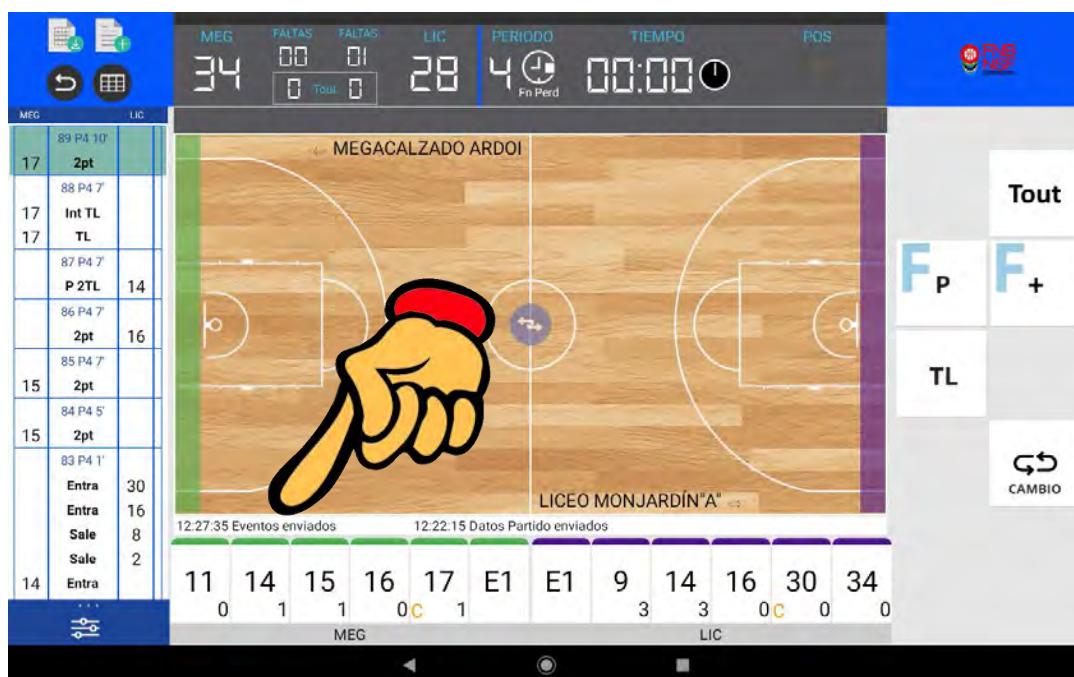 MEG FALTAS FALTAS LIC PERIODO TIEMPO POS
34 00 01 28 4 00:00
0 Tout 0 Fn Perd
FNB
NSF
MEG LIC
89 P4 10'
17 2pt
88 P4 7'
17 Int TL
17 TL
87 P4 7'
P 2TL 14
86 P4 7'
2pt 16
85 P4 7'
15 2pt
84 P4 5'
15 2pt
83 P4 1'
Entra 30
Entra 16
Sale 8
Sale 2
14 Entra
← MEGACALZADO ARDOI
LICEO MONJARDÍN"A" ⇨
12:27:35 Eventos enviados 12:22:15 Datos Partido enviados
11 14 15 16 17 E1 E1 9 14 16 30 34
0 1 1 0 C 1 3 3 0 C 0 0
MEG LIC
Tout
F P F +
TL
CAMBIO